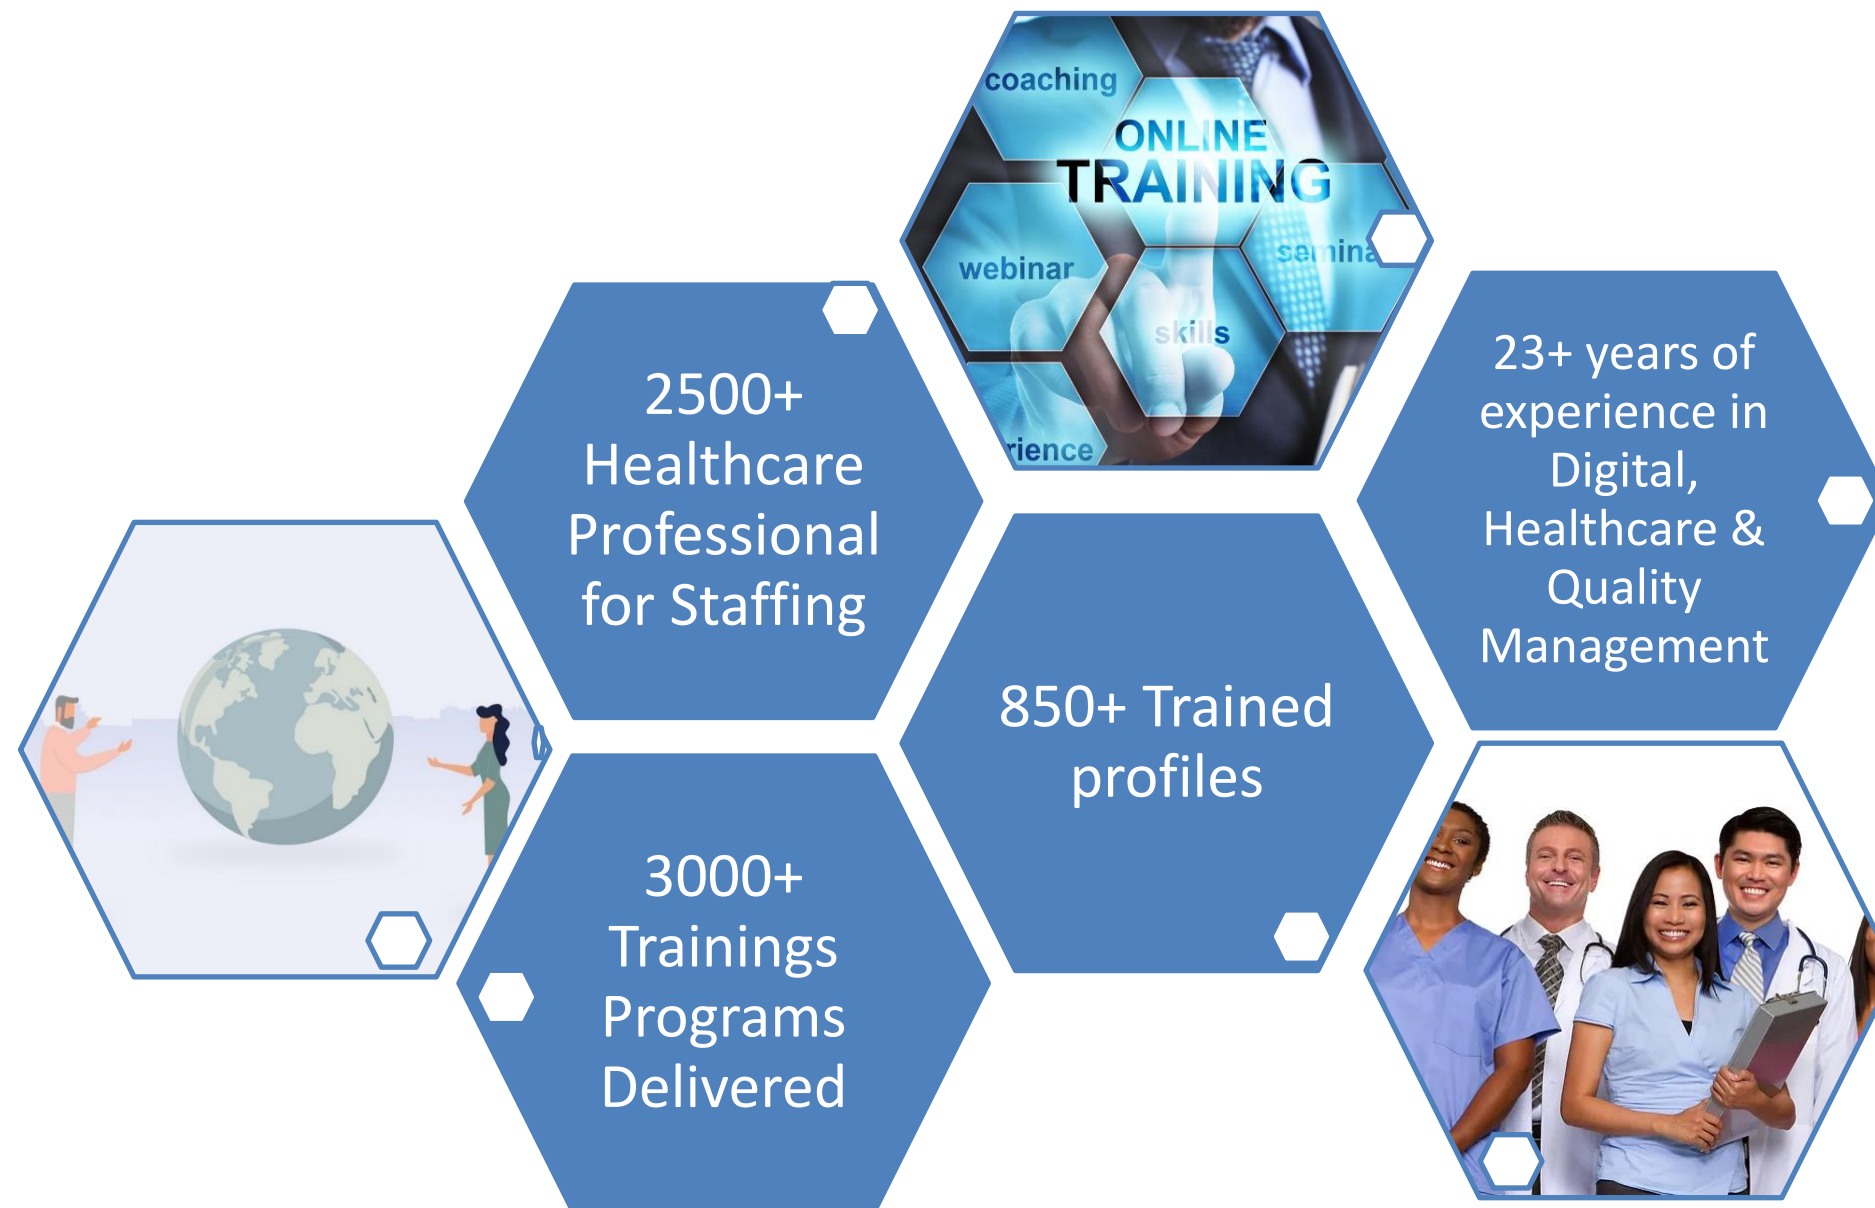 coaching
ONLINE
TRAINING
webinar
skills
2500+
Healthcare
Professional
for Staffing
23+ years of
experience in
Digital,
Healthcare &
Quality
Management
850+ Trained
profiles
3000+
Trainings
Programs
Delivered